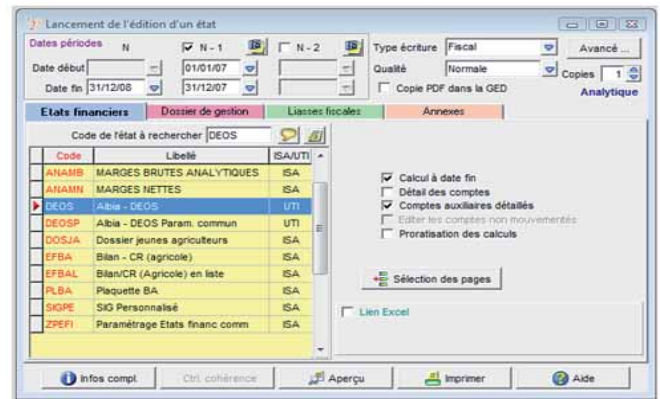 Lancement de l'édition d'un état
Dates périodes N N - 1 N - 2 Type écriture Fiscal Avancé ...
Date début 01/01/07 Qualité Normale Copies 1
Date fin 31/12/08 31/12/07 Copie PDF dans la GED Analytique
Etats financiers Dossier de gestion Liasses fiscales Annexes
Code de l'état à rechercher DEOS
Code Libellé ISA/UTI
ANAMB MARGES BRUTES ANALYTIQUES ISA
ANAMN MARGES NETTES ISA
DEOS Albia - DEOS UTI
DEOSP Albia - DEOS Param. commun UTI
DOSJA Dossier jeunes agriculteurs ISA
EFBA Bilan - CR (agricole) ISA
EFBAL Bilan/CR (Agricole) en liste ISA
PLBA Plaquette BA ISA
SIGPE SIG Personnalisé ISA
ZPEFI Paramétrage Etats financ comm ISA
Calcul à date fin
Détail des comptes
Comptes auxiliaires détaillés
Editer les comptes non mouvementés
Proratisation des calculs
Sélection des pages
Lien Excel
Infos compl. Ctrl. cohérence Aperçu Imprimer Aide